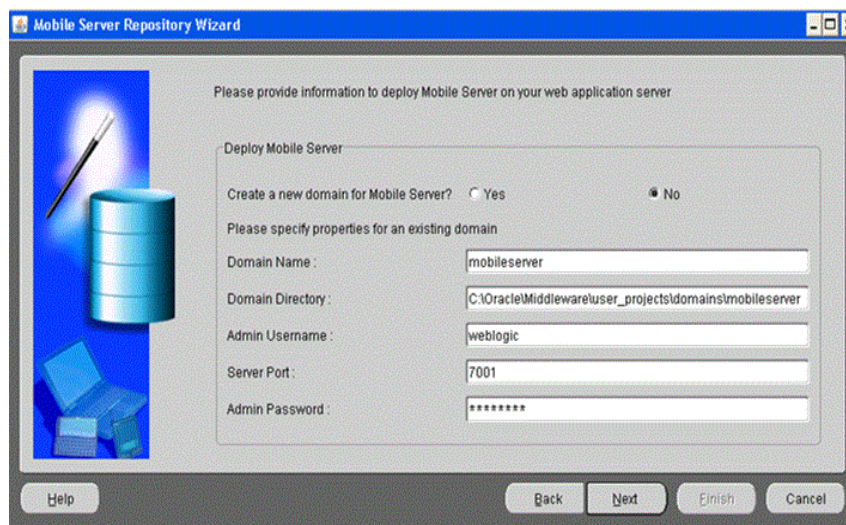 Mobile Server Repository Wizard
Please provide information to deploy Mobile Server on your web application server
Deploy Mobile Server
Create a new domain for Mobile Server? Yes No
Please specify properties for an existing domain
Domain Name : mobileserver
Domain Directory : C:\Oracle\Middleware\user_projects\domains\mobileserver
Admin Username : weblogic
Server Port : 7001
Admin Password : ********
Help Back Next Finish Cancel